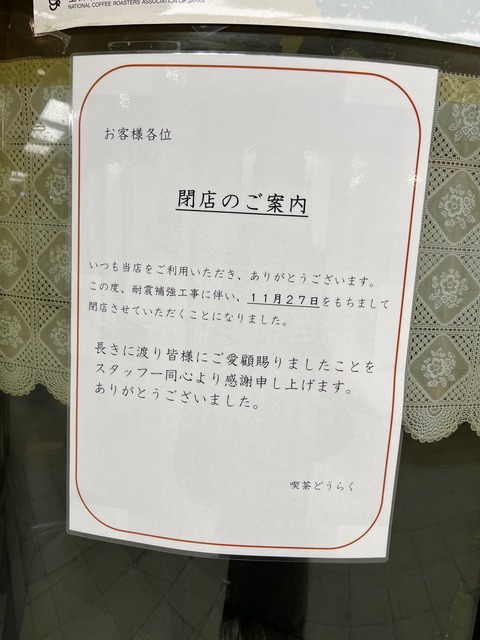 NATIONAL COFFEE ROASTERS ASSOCIATION OF JAPAN
お客様各位
閉店のご案内
いつも当店をご利用いただき、ありがとうございます。
この度、耐震補強工事に伴い、11月27日をもちまして
閉店させていただくことになりました。
長きに渡り皆様にご愛顧賜りましたことを
スタッフ一同心より感謝申し上げます。
ありがとうございました。
喫茶どうらく